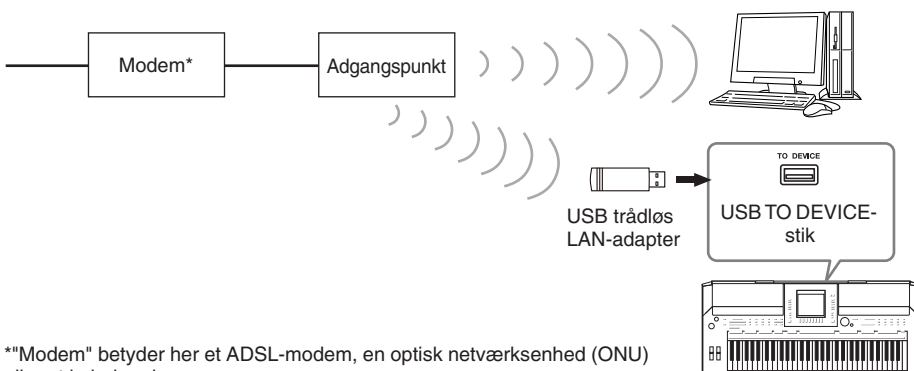 Modem*
Adgangspunkt
TO DEVICE
USB TO DEVICE-
stik
USB trådløs
LAN-adapter
*"Modem" betyder her et ADSL-modem, en optisk netværksenhed (ONU)